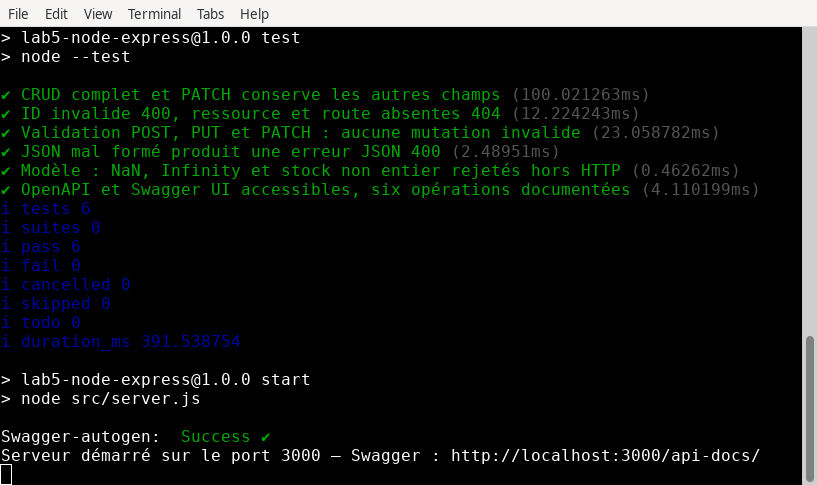 File Edit View Terminal Tabs Help
> lab5-node-express@1.0.0 test
> node --test
✔ CRUD complet et PATCH conserve les autres champs (100.021263ms)
✔ ID invalide 400, ressource et route absentes 404 (12.224243ms)
✔ Validation POST, PUT et PATCH : aucune mutation invalide (23.058782ms)
✔ JSON mal formé produit une erreur JSON 400 (2.48951ms)
✔ Modèle : NaN, Infinity et stock non entier rejetés hors HTTP (0.46262ms)
✔ OpenAPI et Swagger UI accessibles, six opérations documentées (4.110199ms)
i tests 6
i suites 0
i pass 6
i fail 0
i cancelled 0
i skipped 0
i todo 0
i duration_ms 391.538754
> lab5-node-express@1.0.0 start
> node src/server.js
Swagger-autogen:  Success ✔
Serveur démarré sur le port 3000 — Swagger : http://localhost:3000/api-docs/